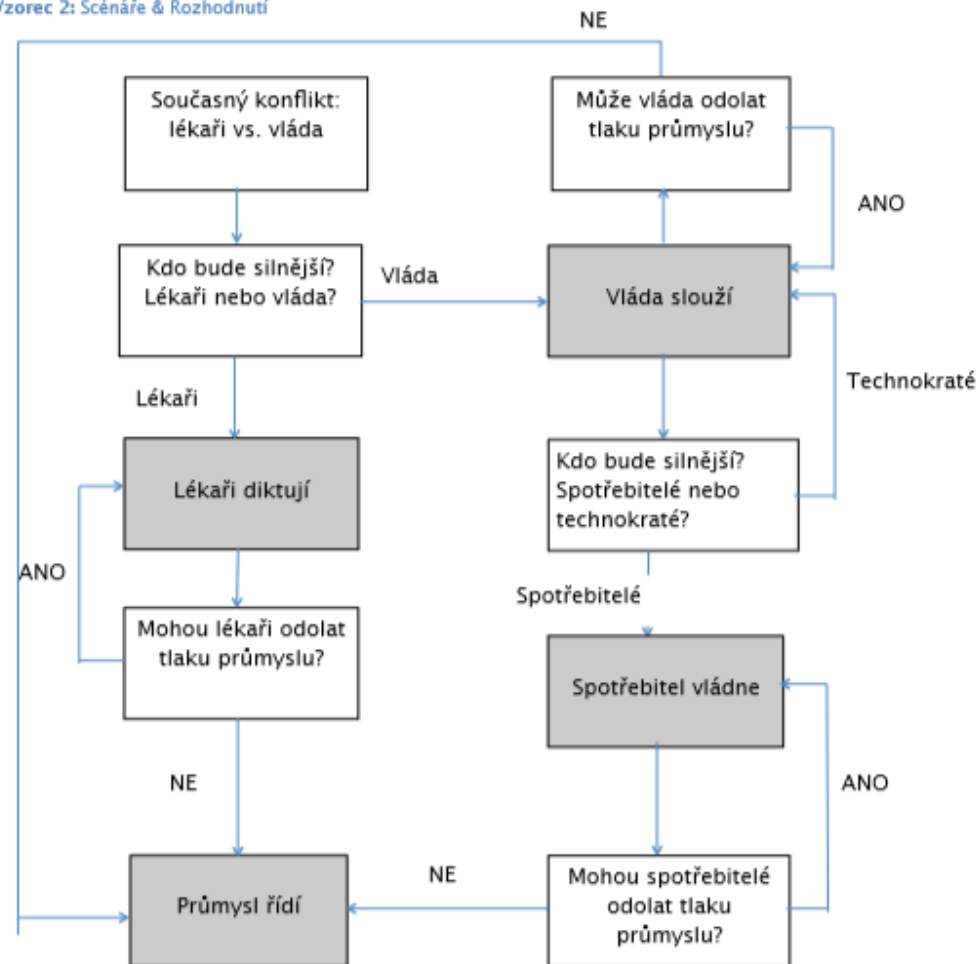 Vzorec 2: Scénáře & Rozhodnutí
NE
Současný konflikt:
lékaři vs. vláda
Může vláda odolat
tlaku průmyslu?
ANO
Kdo bude silnější?
Lékaři nebo vláda?
Vláda
Vláda slouží
Technokraté
Lékaři
Lékaři diktují
Kdo bude silnější?
Spotřebitelé nebo
technokraté?
ANO
Spotřebitelé
Mohou lékaři odolat
tlaku průmyslu?
Spotřebitel vládne
NE
ANO
Průmysl řídí
NE
Mohou spotřebitelé
odolat tlaku
průmyslu?